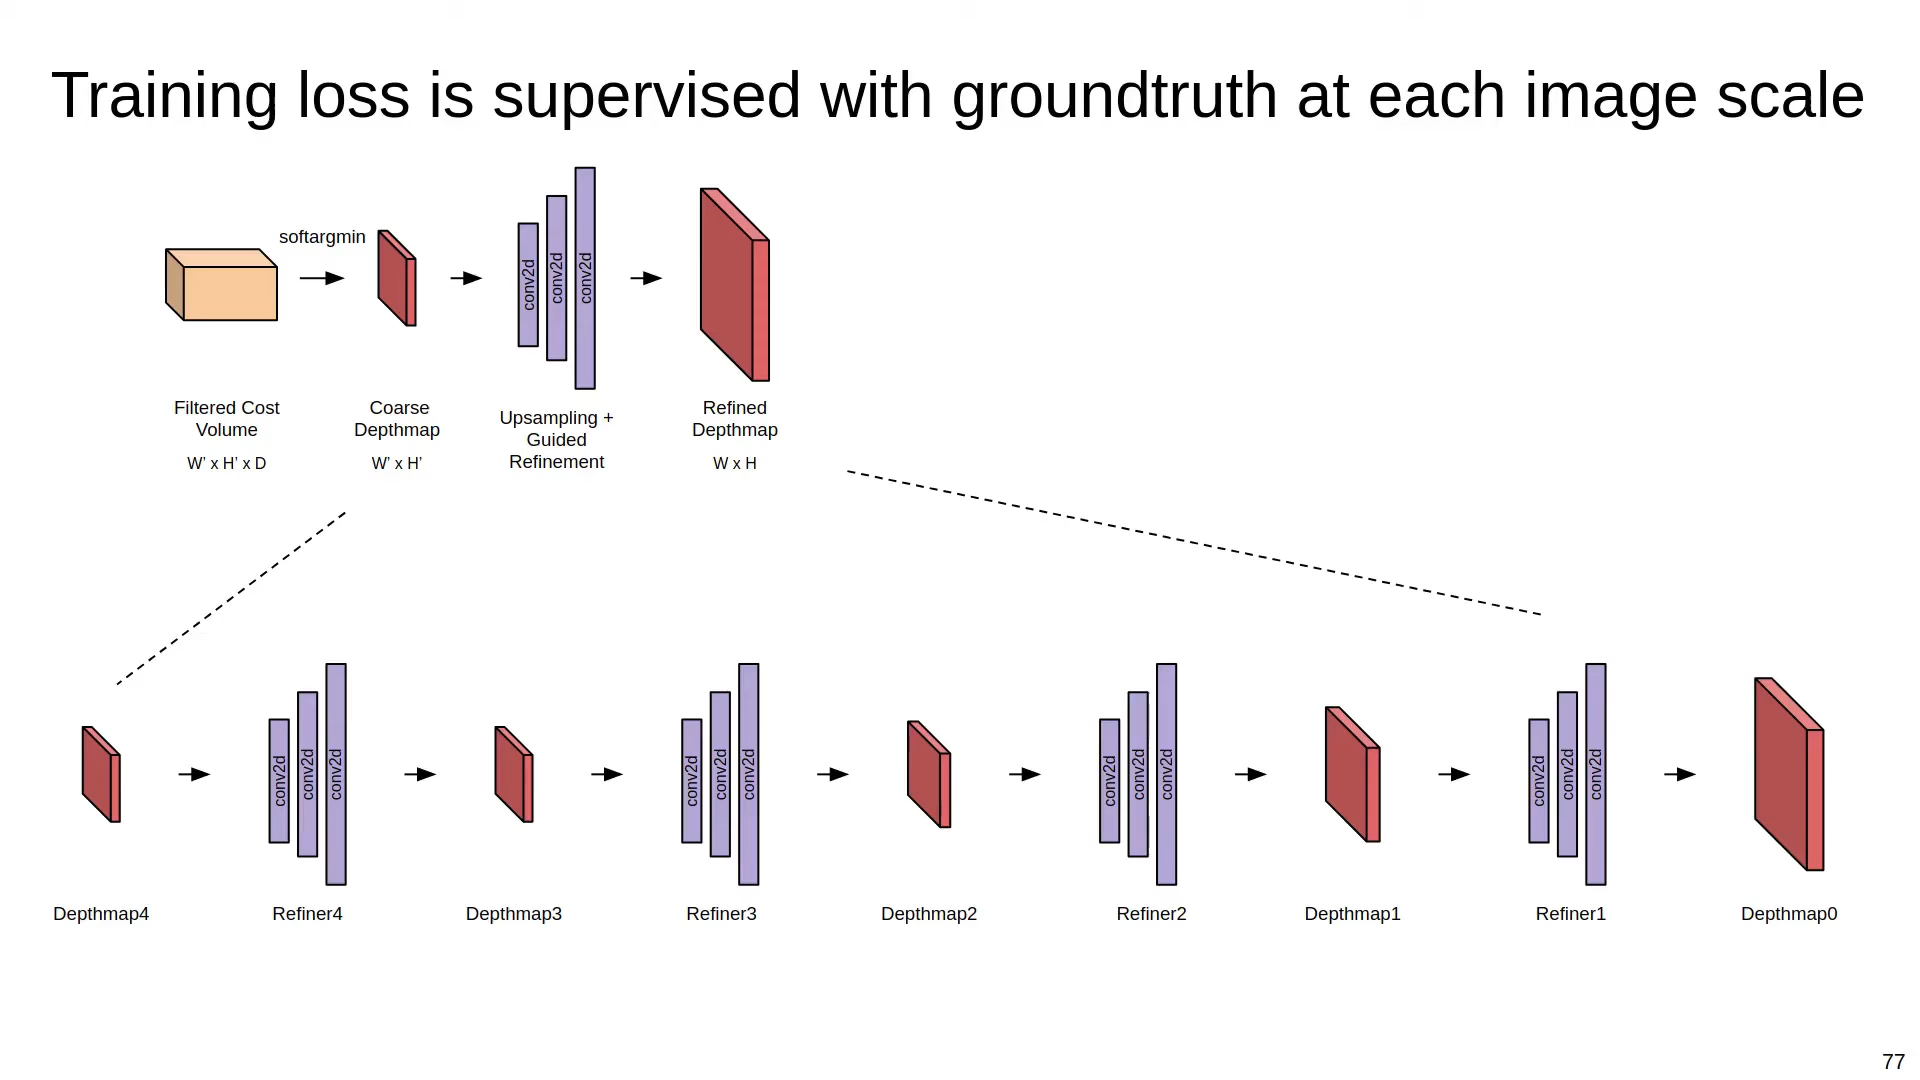 Training loss is supervised with groundtruth at each image scale
softargmin
conv2d
conv2d
conv2d
Filtered Cost
Volume
W' x H' x D
Coarse
Depthmap
W' x H'
Upsampling +
Guided
Refinement
Refined
Depthmap
W x H
conv2d
conv2d
conv2d
conv2d
conv2d
conv2d
conv2d
conv2d
conv2d
conv2d
conv2d
conv2d
Depthmap4
Refiner4
Depthmap3
Refiner3
Depthmap2
Refiner2
Depthmap1
Refiner1
Depthmap0
77